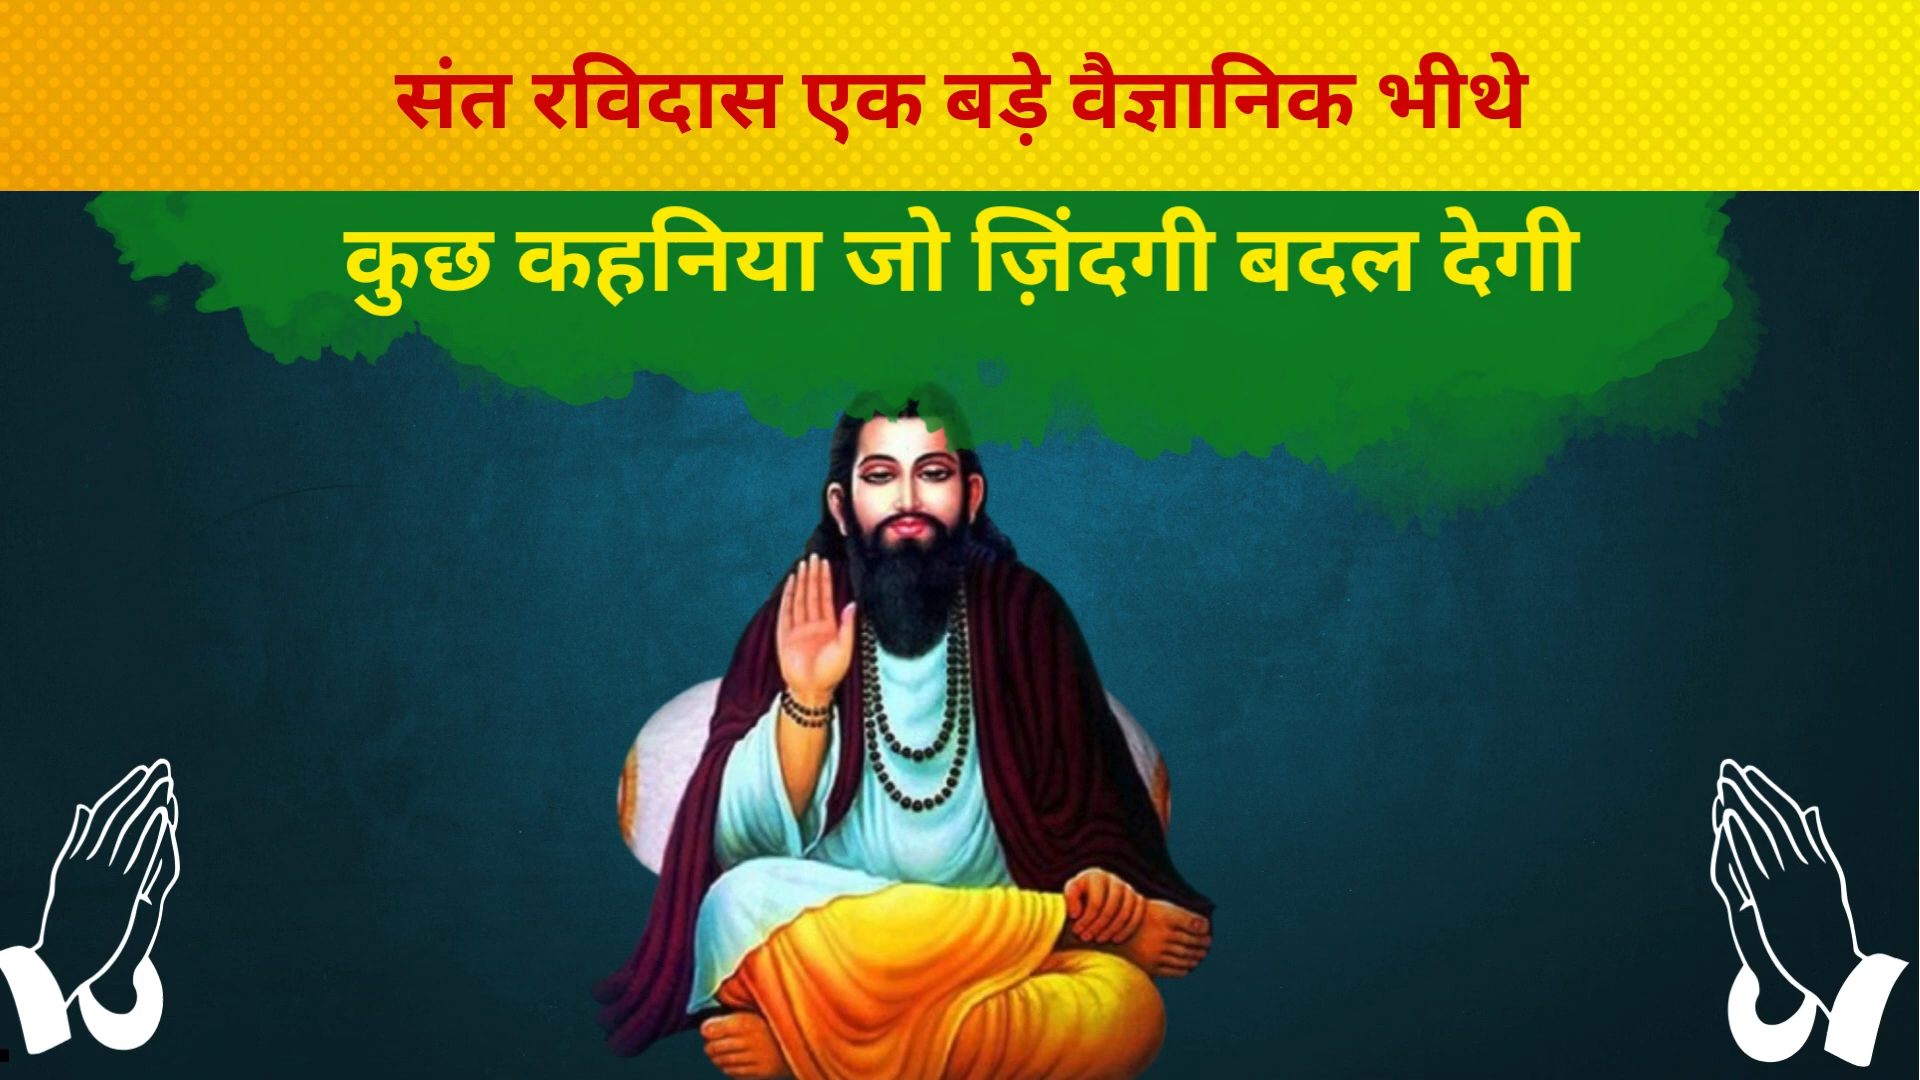 संत रविदास एक बड़े वैज्ञानिक भीथे
कुछ कहनिया जो ज़िंदगी बदल देगी